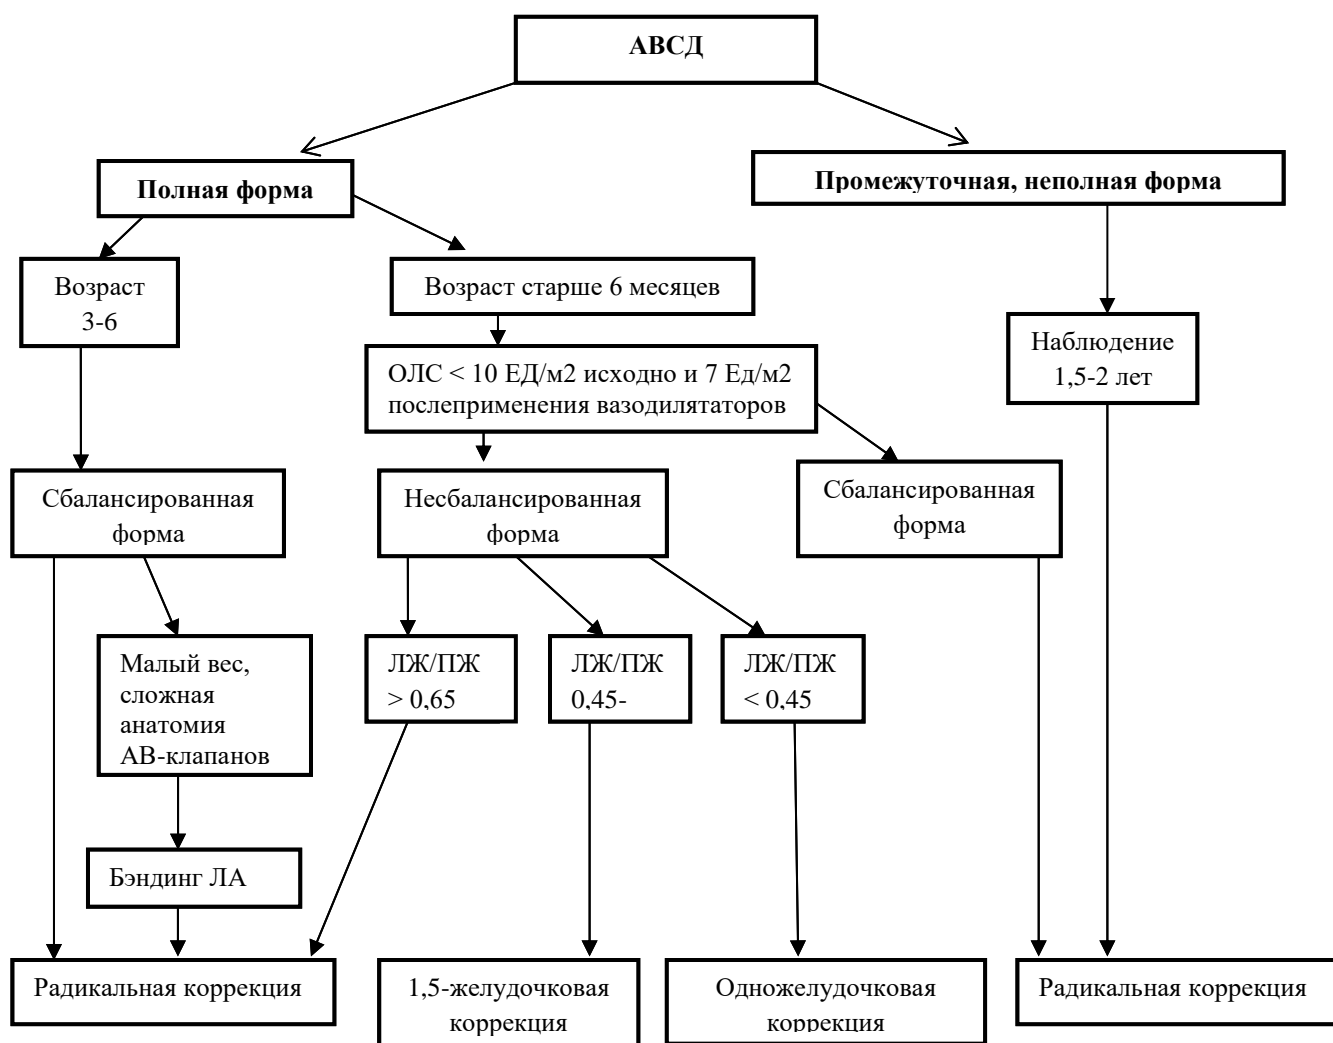 АВСД
Полная форма
Промежуточная, неполная форма
Возраст
3-6
Возраст старше 6 месяцев
Наблюдение
1,5-2 лет
ОЛС < 10 ЕД/м2 исходно и 7 Ед/м2
послеприменения вазодилятаторов
Сбалансированная
форма
Несбалансированная
форма
Сбалансированная
форма
Малый вес,
сложная
анатомия
АВ-клапанов
ЛЖ/ПЖ
> 0,65
ЛЖ/ПЖ
0,45-
ЛЖ/ПЖ
< 0,45
Бэндинг ЛА
Радикальная коррекция
1,5-желудочковая
коррекция
Одножелудочковая
коррекция
Радикальная коррекция